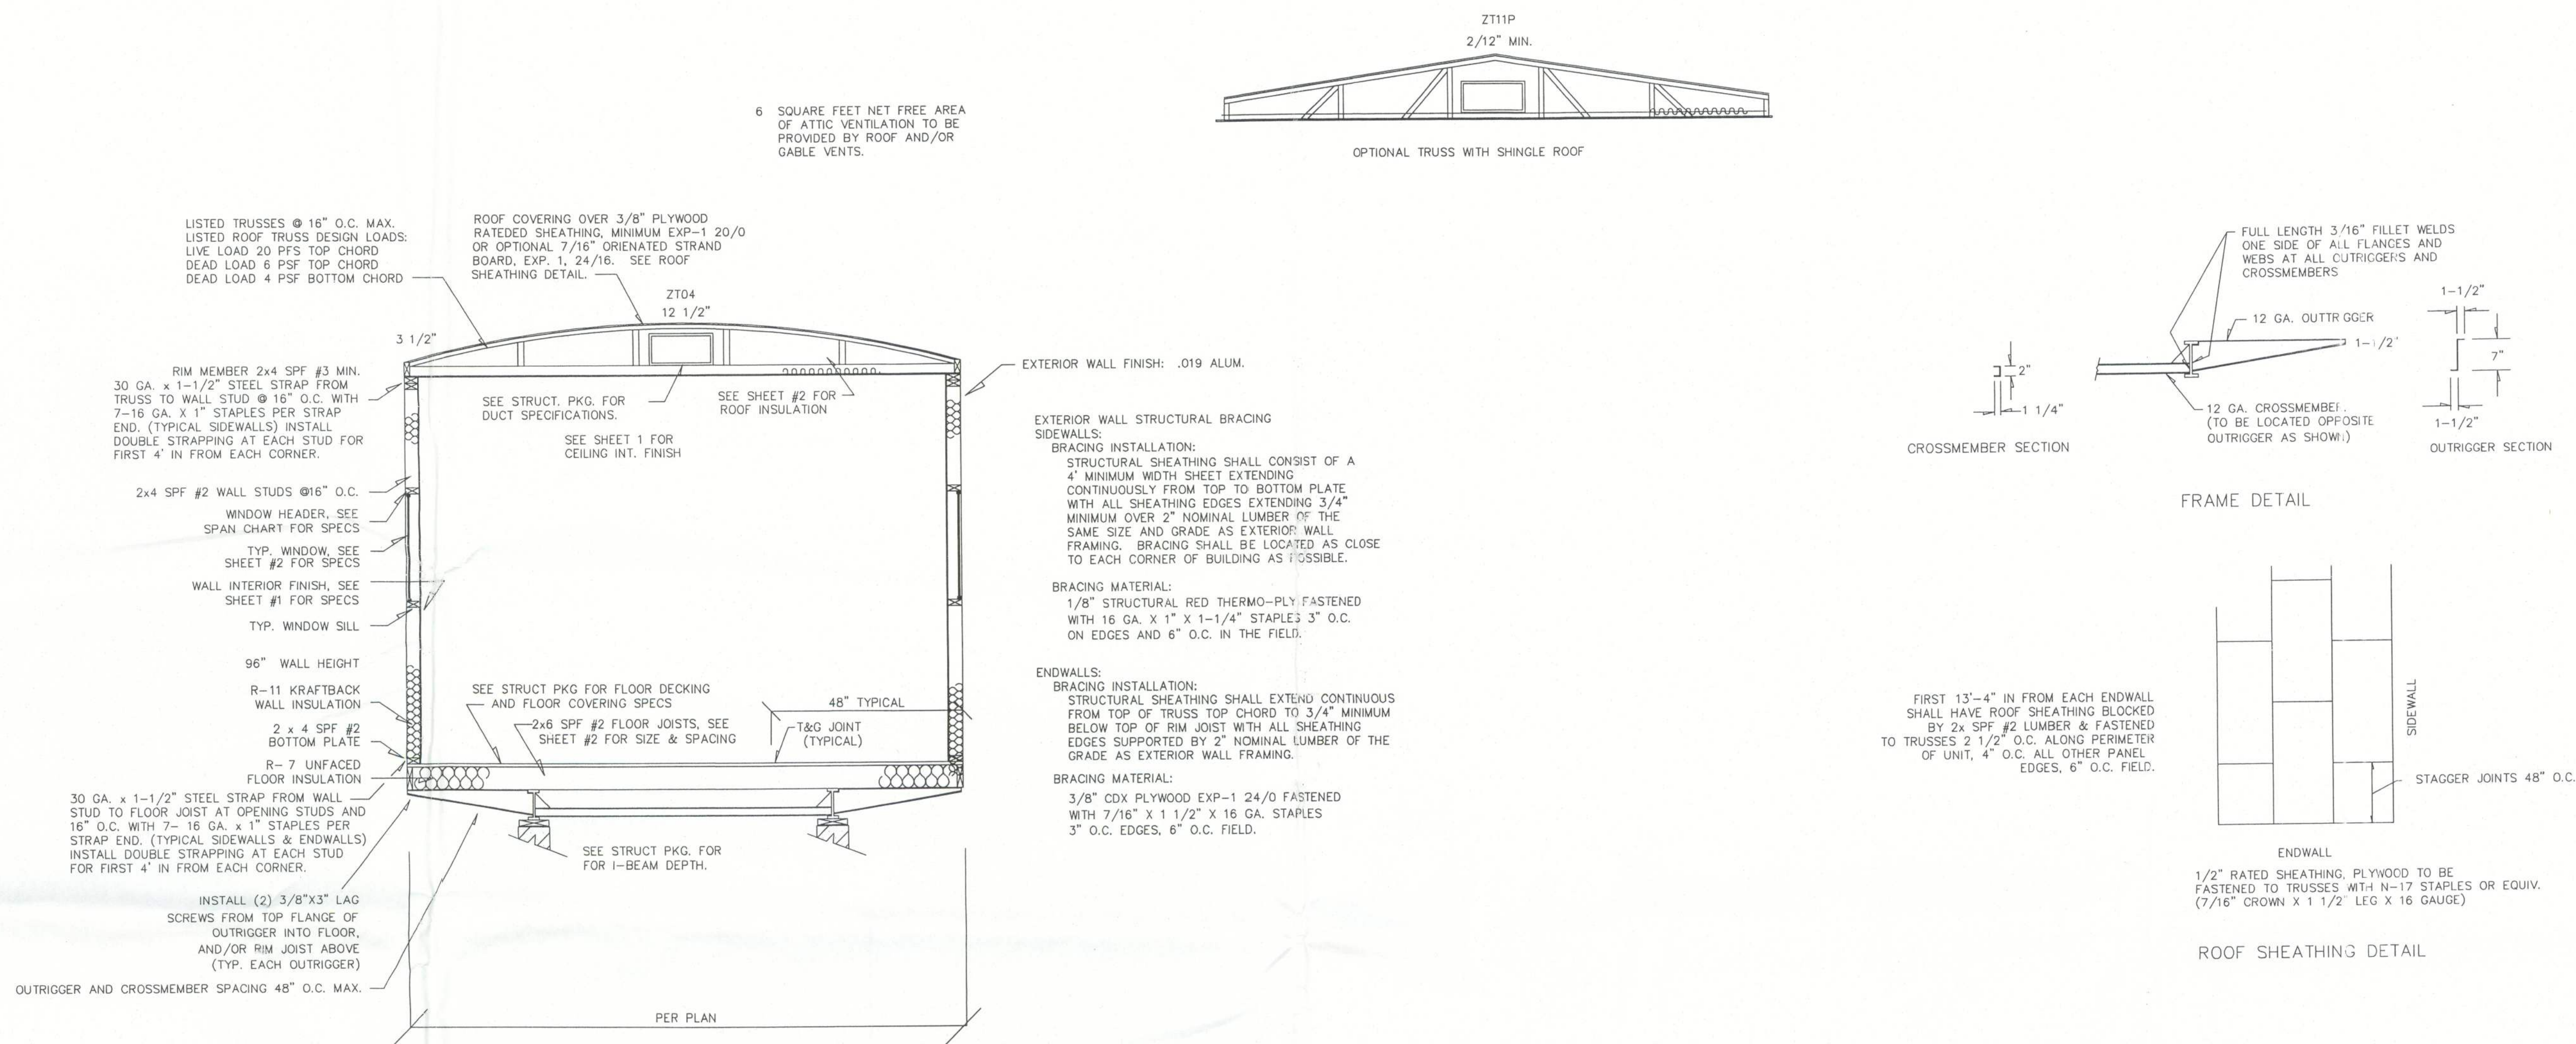 ZT11P
2/12" MIN.
OPTIONAL TRUSS WITH SHINGLE ROOF
6 SQUARE FEET NET FREE AREA
OF ATTIC VENTILATION TO BE
PROVIDED BY ROOF AND/OR
GABLE VENTS.
LISTED TRUSSES @ 16" O.C. MAX.
LISTED ROOF TRUSS DESIGN LOADS:
LIVE LOAD 20 PFS TOP CHORD
DEAD LOAD 6 PSF TOP CHORD
DEAD LOAD 4 PSF BOTTOM CHORD
ROOF COVERING OVER 3/8" PLYWOOD
RATEDED SHEATHING, MINIMUM EXP-1 20/0
OR OPTIONAL 7/16" ORIENATED STRAND
BOARD, EXP. 1, 24/16. SEE ROOF
SHEATHING DETAIL.
ZT04
12 1/2"
3 1/2"
RIM MEMBER 2x4 SPF #3 MIN.
30 GA. x 1-1/2" STEEL STRAP FROM
TRUSS TO WALL STUD @ 16" O.C. WITH
7-16 GA. X 1" STAPLES PER STRAP
END. (TYPICAL SIDEWALLS) INSTALL
DOUBLE STRAPPING AT EACH STUD FOR
FIRST 4' IN FROM EACH CORNER.
2x4 SPF #2 WALL STUDS @16" O.C.
WINDOW HEADER, SEE
SPAN CHART FOR SPECS
TYP. WINDOW, SEE
SHEET #2 FOR SPECS
WALL INTERIOR FINISH, SEE
SHEET #1 FOR SPECS
TYP. WINDOW SILL
96" WALL HEIGHT
R-11 KRAFTBACK
WALL INSULATION
2 x 4 SPF #2
BOTTOM PLATE
R- 7 UNFACED
FLOOR INSULATION
30 GA. x 1-1/2" STEEL STRAP FROM WALL
STUD TO FLOOR JOIST AT OPENING STUDS AND
16" O.C. WITH 7- 16 GA. x 1" STAPLES PER
STRAP END. (TYPICAL SIDEWALLS & ENDWALLS)
INSTALL DOUBLE STRAPPING AT EACH STUD
FOR FIRST 4' IN FROM EACH CORNER.
INSTALL (2) 3/8"X3" LAG
SCREWS FROM TOP FLANGE OF
OUTRIGGER INTO FLOOR,
AND/OR RIM JOIST ABOVE
(TYP. EACH OUTRIGGER)
OUTRIGGER AND CROSSMEMBER SPACING 48" O.C. MAX.
SEE STRUCT. PKG. FOR
DUCT SPECIFICATIONS.
SEE SHEET #2 FOR
ROOF INSULATION
SEE SHEET 1 FOR
CEILING INT. FINISH
SEE STRUCT PKG FOR FLOOR DECKING
AND FLOOR COVERING SPECS
2x6 SPF #2 FLOOR JOISTS, SEE
SHEET #2 FOR SIZE & SPACING
48" TYPICAL
T&G JOINT
(TYPICAL)
SEE STRUCT PKG. FOR
FOR I-BEAM DEPTH.
PER PLAN
EXTERIOR WALL FINISH: .019 ALUM.
EXTERIOR WALL STRUCTURAL BRACING
SIDEWALLS:
BRACING INSTALLATION:
STRUCTURAL SHEATHING SHALL CONSIST OF A
4' MINIMUM WIDTH SHEET EXTENDING
CONTINUOUSLY FROM TOP TO BOTTOM PLATE
WITH ALL SHEATHING EDGES EXTENDING 3/4"
MINIMUM OVER 2" NOMINAL LUMBER OF THE
SAME SIZE AND GRADE AS EXTERIOR WALL
FRAMING. BRACING SHALL BE LOCATED AS CLOSE
TO EACH CORNER OF BUILDING AS POSSIBLE.
BRACING MATERIAL:
1/8" STRUCTURAL RED THERMO-PLY FASTENED
WITH 16 GA. X 1" X 1-1/4" STAPLES 3" O.C.
ON EDGES AND 6" O.C. IN THE FIELD.
ENDWALLS:
BRACING INSTALLATION:
STRUCTURAL SHEATHING SHALL EXTEND CONTINUOUS
FROM TOP OF TRUSS TOP CHORD TO 3/4" MINIMUM
BELOW TOP OF RIM JOIST WITH ALL SHEATHING
EDGES SUPPORTED BY 2" NOMINAL LUMBER OF THE
GRADE AS EXTERIOR WALL FRAMING.
BRACING MATERIAL:
3/8" CDX PLYWOOD EXP-1 24/0 FASTENED
WITH 7/16" X 1 1/2" X 16 GA. STAPLES
3" O.C. EDGES, 6" O.C. FIELD.
FULL LENGTH 3/16" FILLET WELDS
ONE SIDE OF ALL FLANGES AND
WEBS AT ALL OUTRIGGERS AND
CROSSMEMBERS
12 GA. OUTTRIGGER
1-1/2"
12 GA. CROSSMEMBER.
(TO BE LOCATED OPPOSITE
OUTRIGGER AS SHOWN)
2"
1 1/4"
CROSSMEMBER SECTION
1-1/2"
7"
1-1/2"
OUTRIGGER SECTION
FRAME DETAIL
FIRST 13'-4" IN FROM EACH ENDWALL
SHALL HAVE ROOF SHEATHING BLOCKED
BY 2x SPF #2 LUMBER & FASTENED
TO TRUSSES 2 1/2" O.C. ALONG PERIMETER
OF UNIT, 4" O.C. ALL OTHER PANEL
EDGES, 6" O.C. FIELD.
SIDEWALL
STAGGER JOINTS 48" O.C.
ENDWALL
1/2" RATED SHEATHING, PLYWOOD TO BE
FASTENED TO TRUSSES WITH N-17 STAPLES OR EQUIV.
(7/16" CROWN X 1 1/2" LEG X 16 GAUGE)
ROOF SHEATHING DETAIL